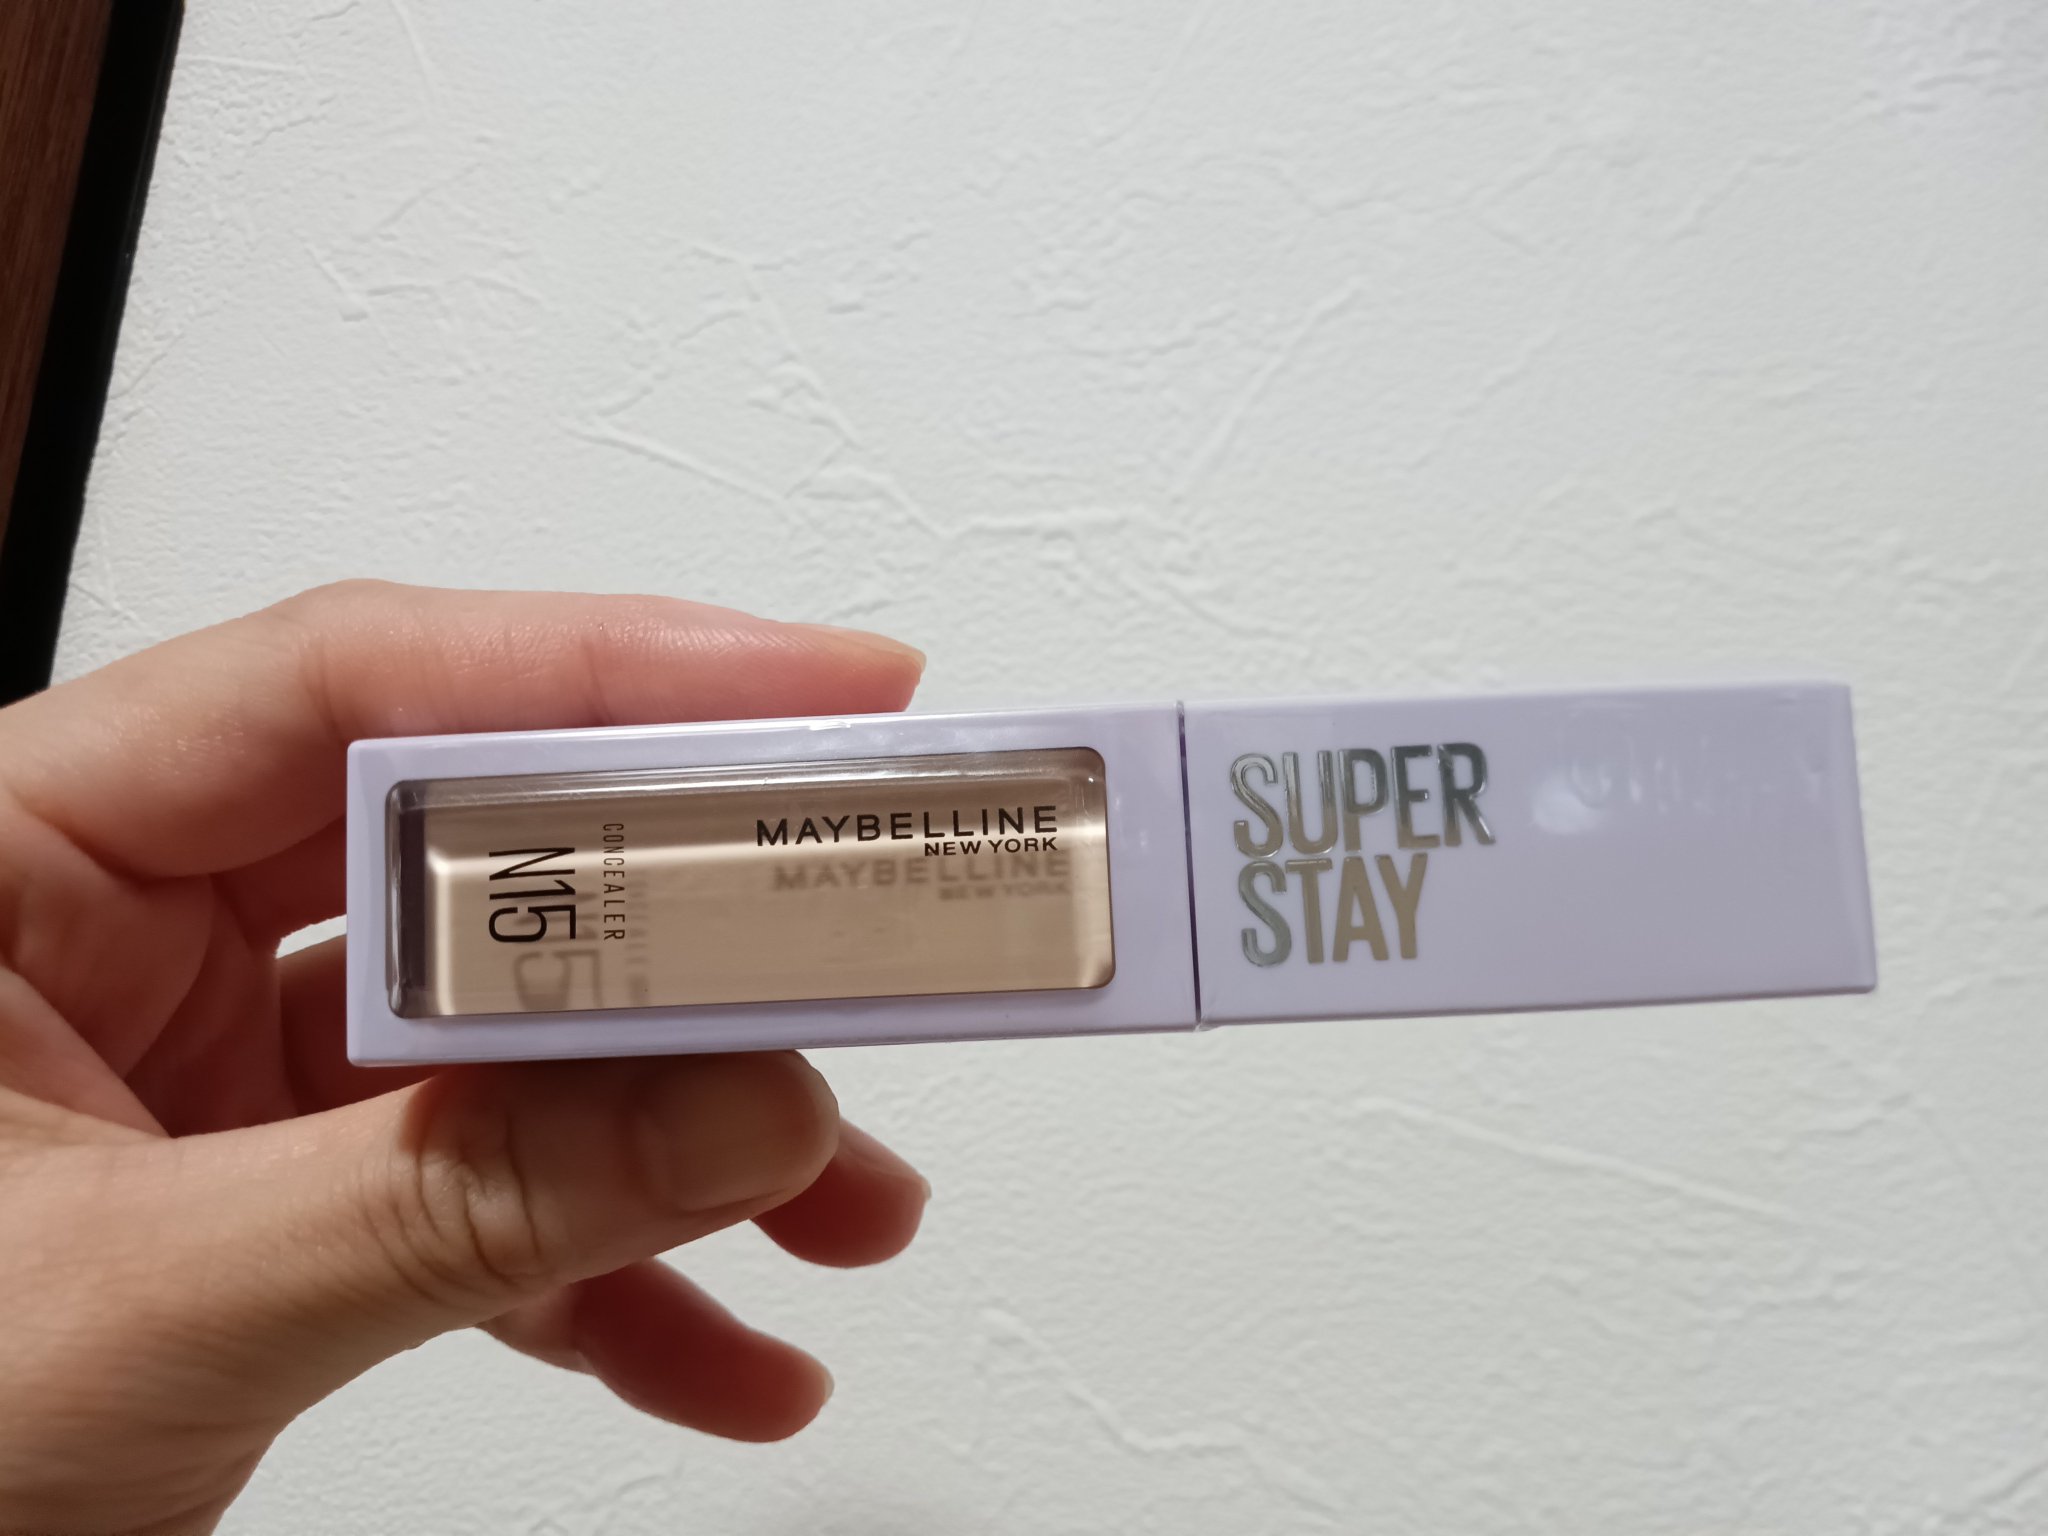 MAYBELLINE
NEW YORK
CONCEALER
N15
SUPER
STAY